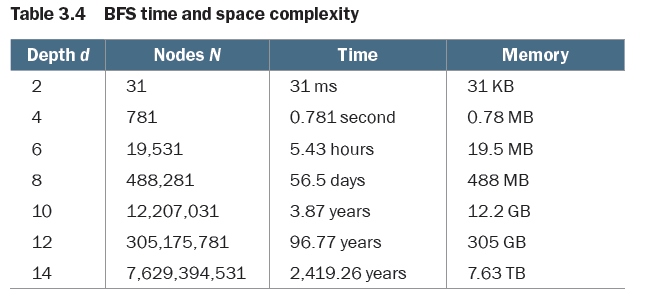 Table 3.4 BFS time and space complexity
Depth d Nodes N Time Memory
2 31 31 ms 31 KB
4 781 0.781 second 0.78 MB
6 19,531 5.43 hours 19.5 MB
8 488,281 56.5 days 488 MB
10 12,207,031 3.87 years 12.2 GB
12 305,175,781 96.77 years 305 GB
14 7,629,394,531 2,419.26 years 7.63 TB